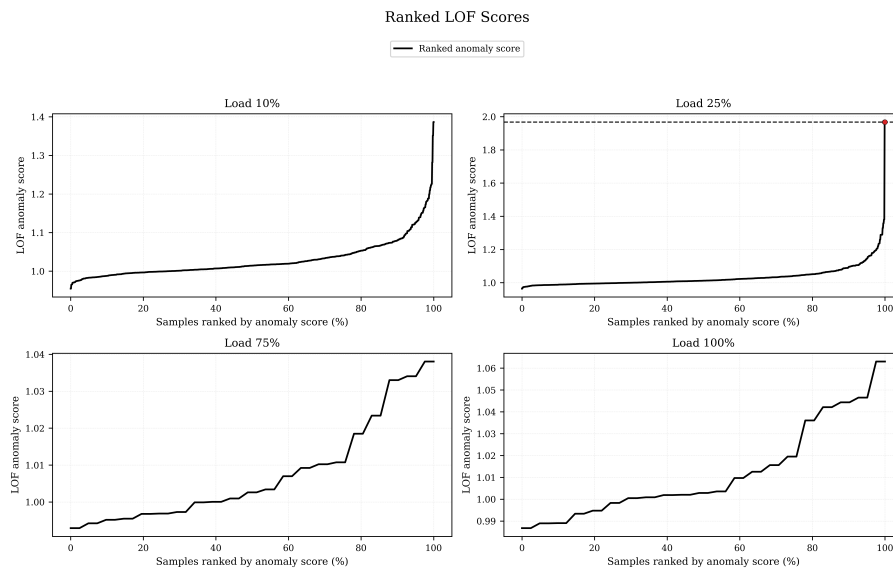 Ranked LOF Scores
Ranked anomaly score
Load 10%
LOF anomaly score
1.4
1.3
1.2
1.1
1.0
0 20 40 60 80 100
Samples ranked by anomaly score (%)
Load 25%
LOF anomaly score
2.0
1.8
1.6
1.4
1.2
1.0
0 20 40 60 80 100
Samples ranked by anomaly score (%)
Load 75%
LOF anomaly score
1.04
1.03
1.02
1.01
1.00
0 20 40 60 80 100
Samples ranked by anomaly score (%)
Load 100%
LOF anomaly score
1.06
1.05
1.04
1.03
1.02
1.01
1.00
0.99
0 20 40 60 80 100
Samples ranked by anomaly score (%)